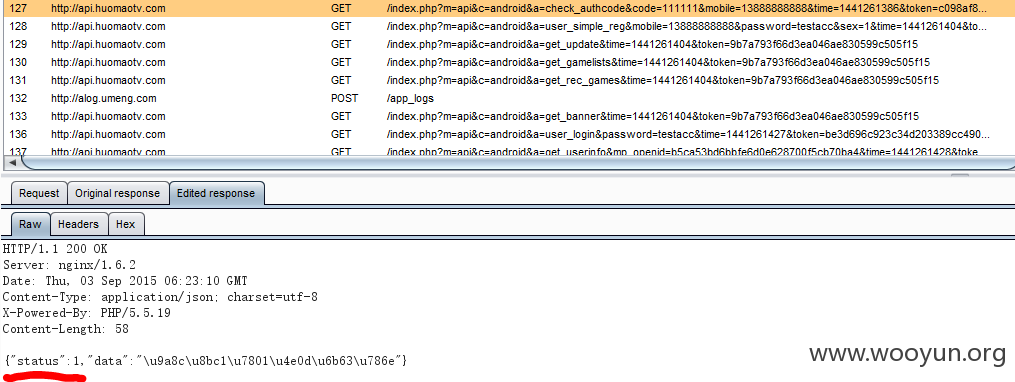 127 http://api.huomaotv.com GET /index.php?m=api&c=android&a=check_authcode&code=111111&mobile=13888888888&time=1441261386&token=c098af8...
128 http://api.huomaotv.com GET /index.php?m=api&c=android&a=user_simple_reg&mobile=13888888888&password=testacc&sex=1&time=1441261404&to...
129 http://api.huomaotv.com GET /index.php?m=api&c=android&a=get_update&time=1441261404&token=9b7a793f66d3ea046ae830599c505f15
130 http://api.huomaotv.com GET /index.php?m=api&c=android&a=get_gamelists&time=1441261404&token=9b7a793f66d3ea046ae830599c505f15
131 http://api.huomaotv.com GET /index.php?m=api&c=android&a=get_rec_games&time=1441261404&token=9b7a793f66d3ea046ae830599c505f15
132 http://alog.umeng.com POST /app_logs
133 http://api.huomaotv.com GET /index.php?m=api&c=android&a=get_banner&time=1441261404&token=9b7a793f66d3ea046ae830599c505f15
136 http://api.huomaotv.com GET /index.php?m=api&c=android&a=user_login&password=testacc&time=1441261427&token=be3d696c923c34d203389cc490...
137 http://api.huomaotv.com GET /index.php?m=api&c=android&a=get_userinfo&mp_openid=b5ca53bd6bbfe6d0e628700f5cb70ba4&time=1441261428&toke...
Request Original response Edited response
Raw Headers Hex
HTTP/1.1 200 OK
Server: nginx/1.6.2
Date: Thu, 03 Sep 2015 06:23:10 GMT
Content-Type: application/json; charset=utf-8
X-Powered-By: PHP/5.5.19
Content-Length: 58
{"status":1,"data":"\u9a8c\u8bc1\u7801\u4e0d\u6b63\u786e"}
www.wooyun.org